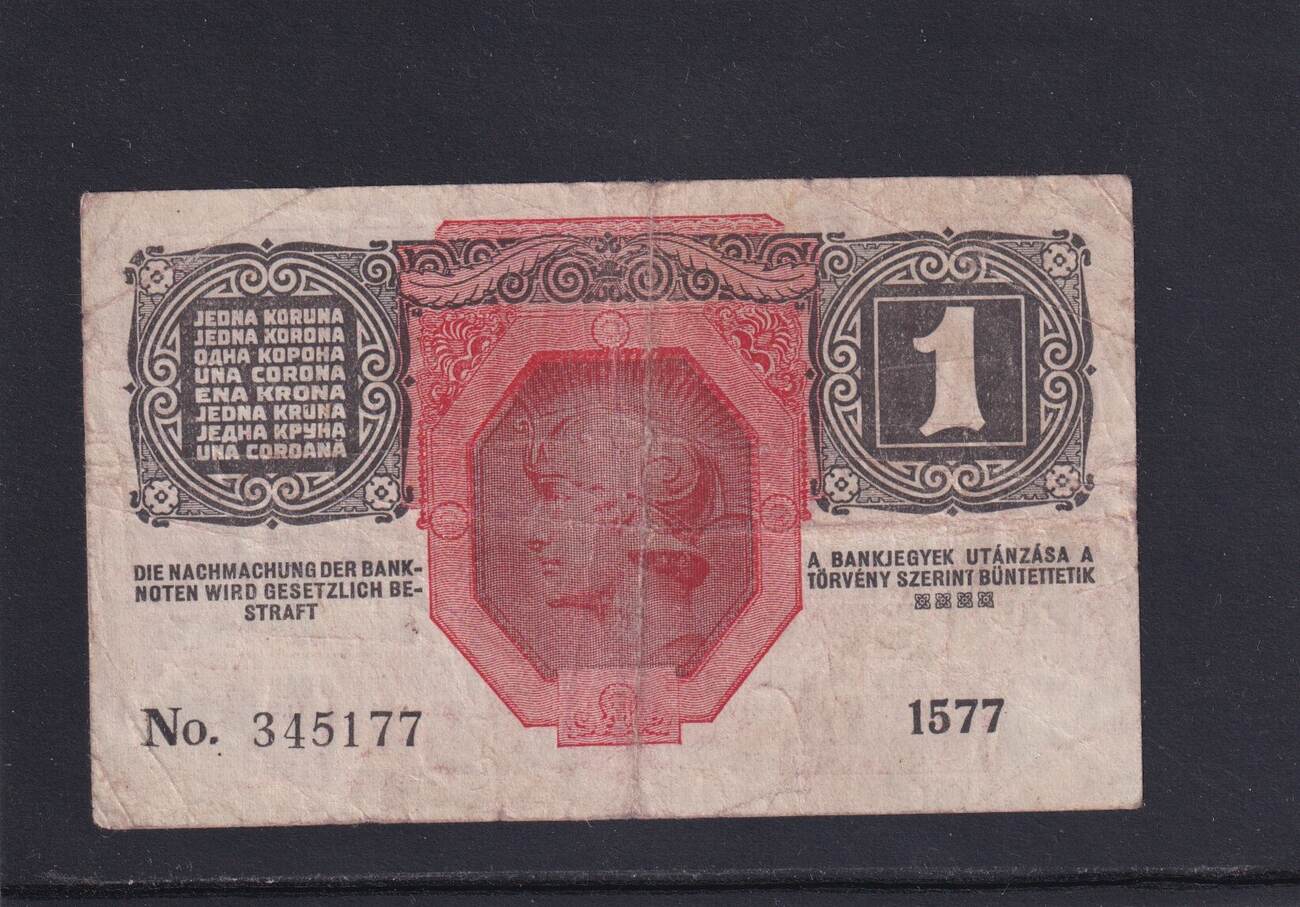 JEDNA KORUNA
JEDNA KORONA
ОДНА КОРОНА
UNA CORONA
ENA KRONA
JEDNA KRUNA
ЈЕДНА КРУНА
UNA COROANĂ
1
DIE NACHMACHUNG DER BANK-
NOTEN WIRD GESETZLICH BE-
STRAFT
A BANKJEGYEK UTÁNZÁSA A
TÖRVÉNY SZERINT BÜNTETTETIK
No. 345177
1577